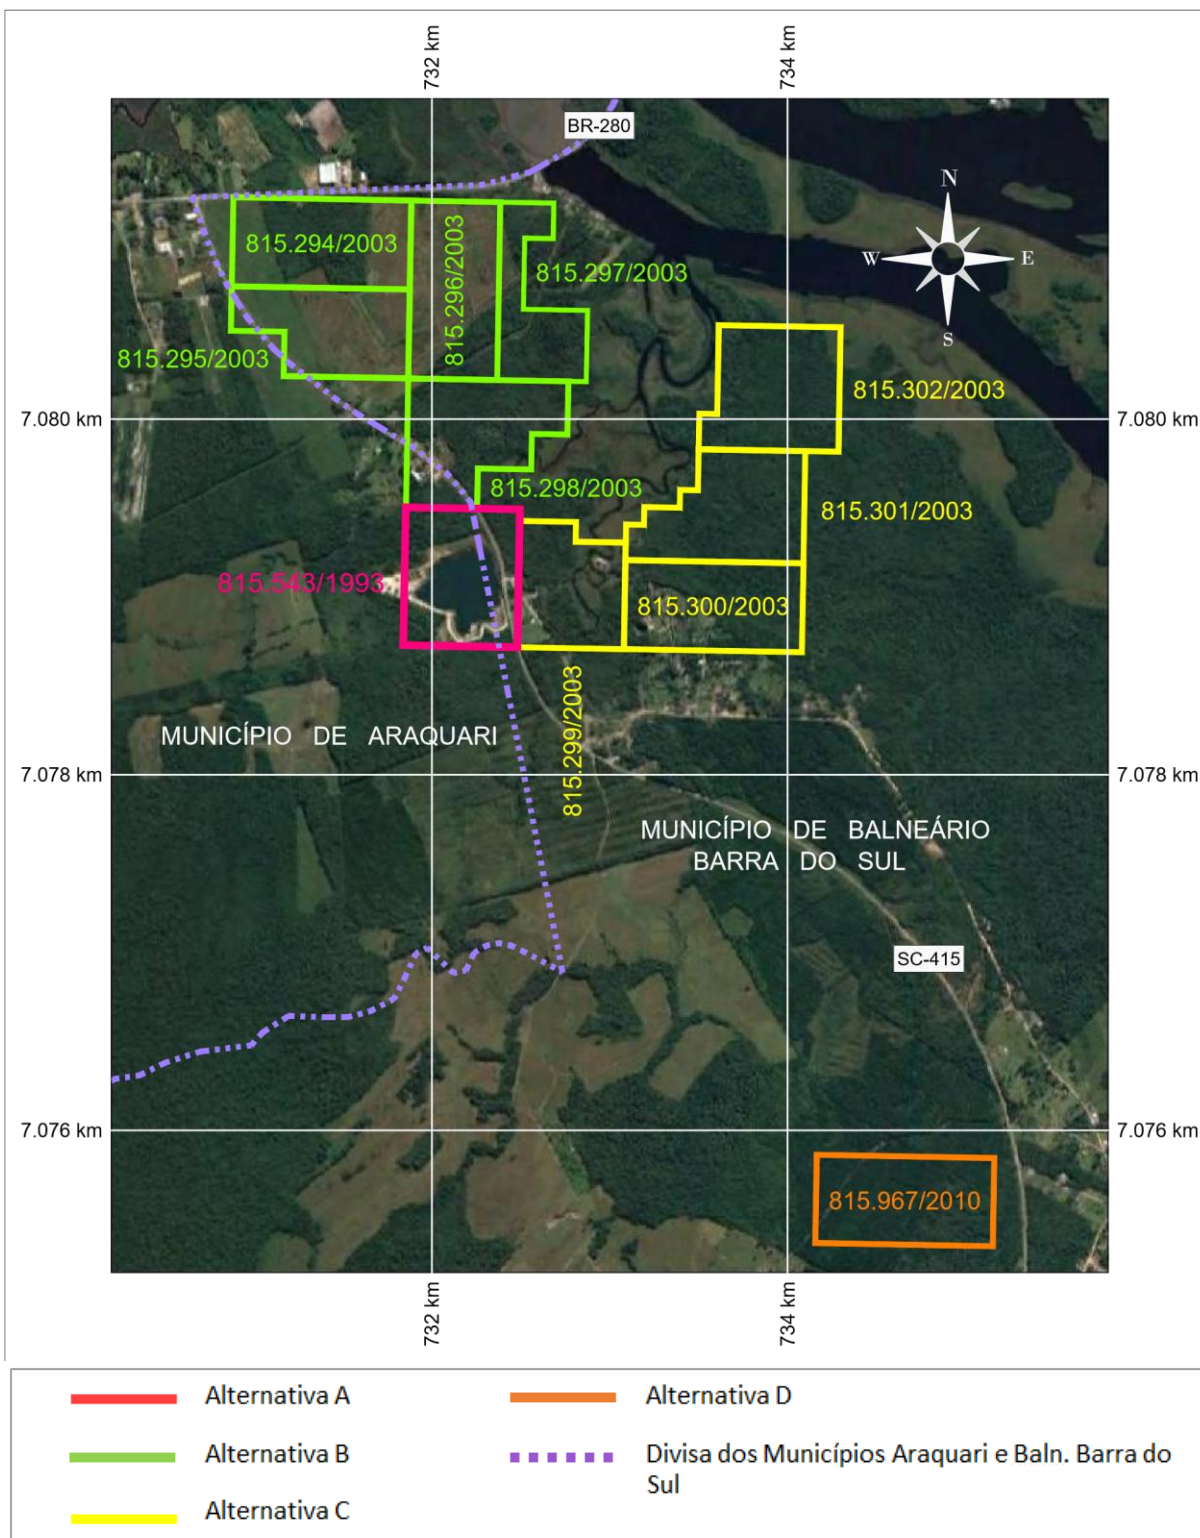 732 km
734 km
BR-280
N
W
E
S
815.294/2003
815.296/2003
815.297/2003
815.295/2003
815.302/2003
7.080 km
7.080 km
815.298/2003
815.301/2003
815.543/1993
815.300/2003
815.299/2003
MUNICÍPIO DE ARAQUARI
7.078 km
7.078 km
MUNICÍPIO DE BALNEÁRIO
BARRA DO SUL
SC-415
7.076 km
7.076 km
815.967/2010
732 km
734 km
Alternativa A
Alternativa D
Alternativa B
Divisa dos Municípios Araquari e Baln. Barra do
Sul
Alternativa C